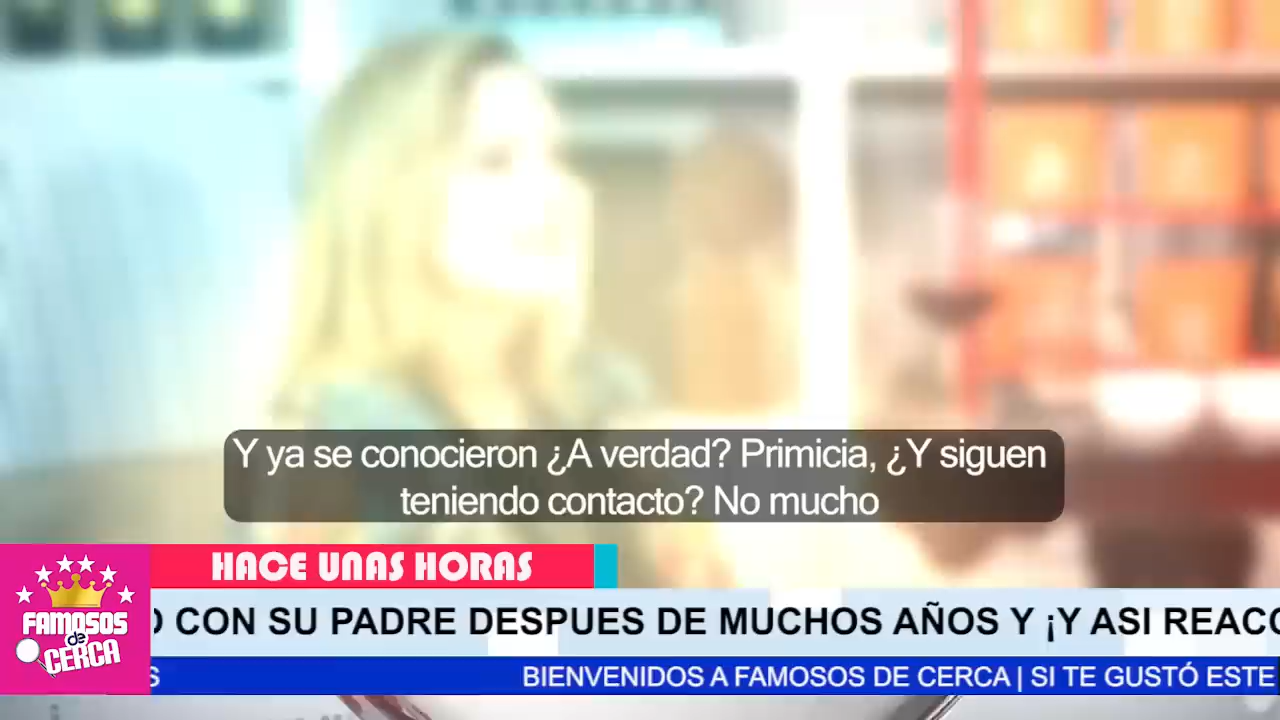 Y ya se conocieron ¿A verdad? Primicia, ¿Y siguen
teniendo contacto? No mucho
HACE UNAS HORAS
FAMOSOS
de
CERCA
CON SU PADRE DESPUES DE MUCHOS AÑOS Y ¡Y ASI REACC
S BIENVENIDOS A FAMOSOS DE CERCA | SI TE GUSTÓ ESTE